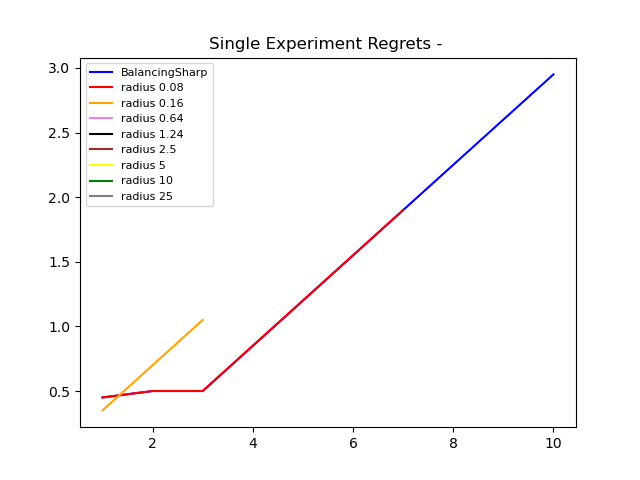 Single Experiment Regrets -
BalancingSharp
radius 0.08
radius 0.16
radius 0.64
radius 1.24
radius 2.5
radius 5
radius 10
radius 25
3.0
2.5
2.0
1.5
1.0
0.5
2 4 6 8 10